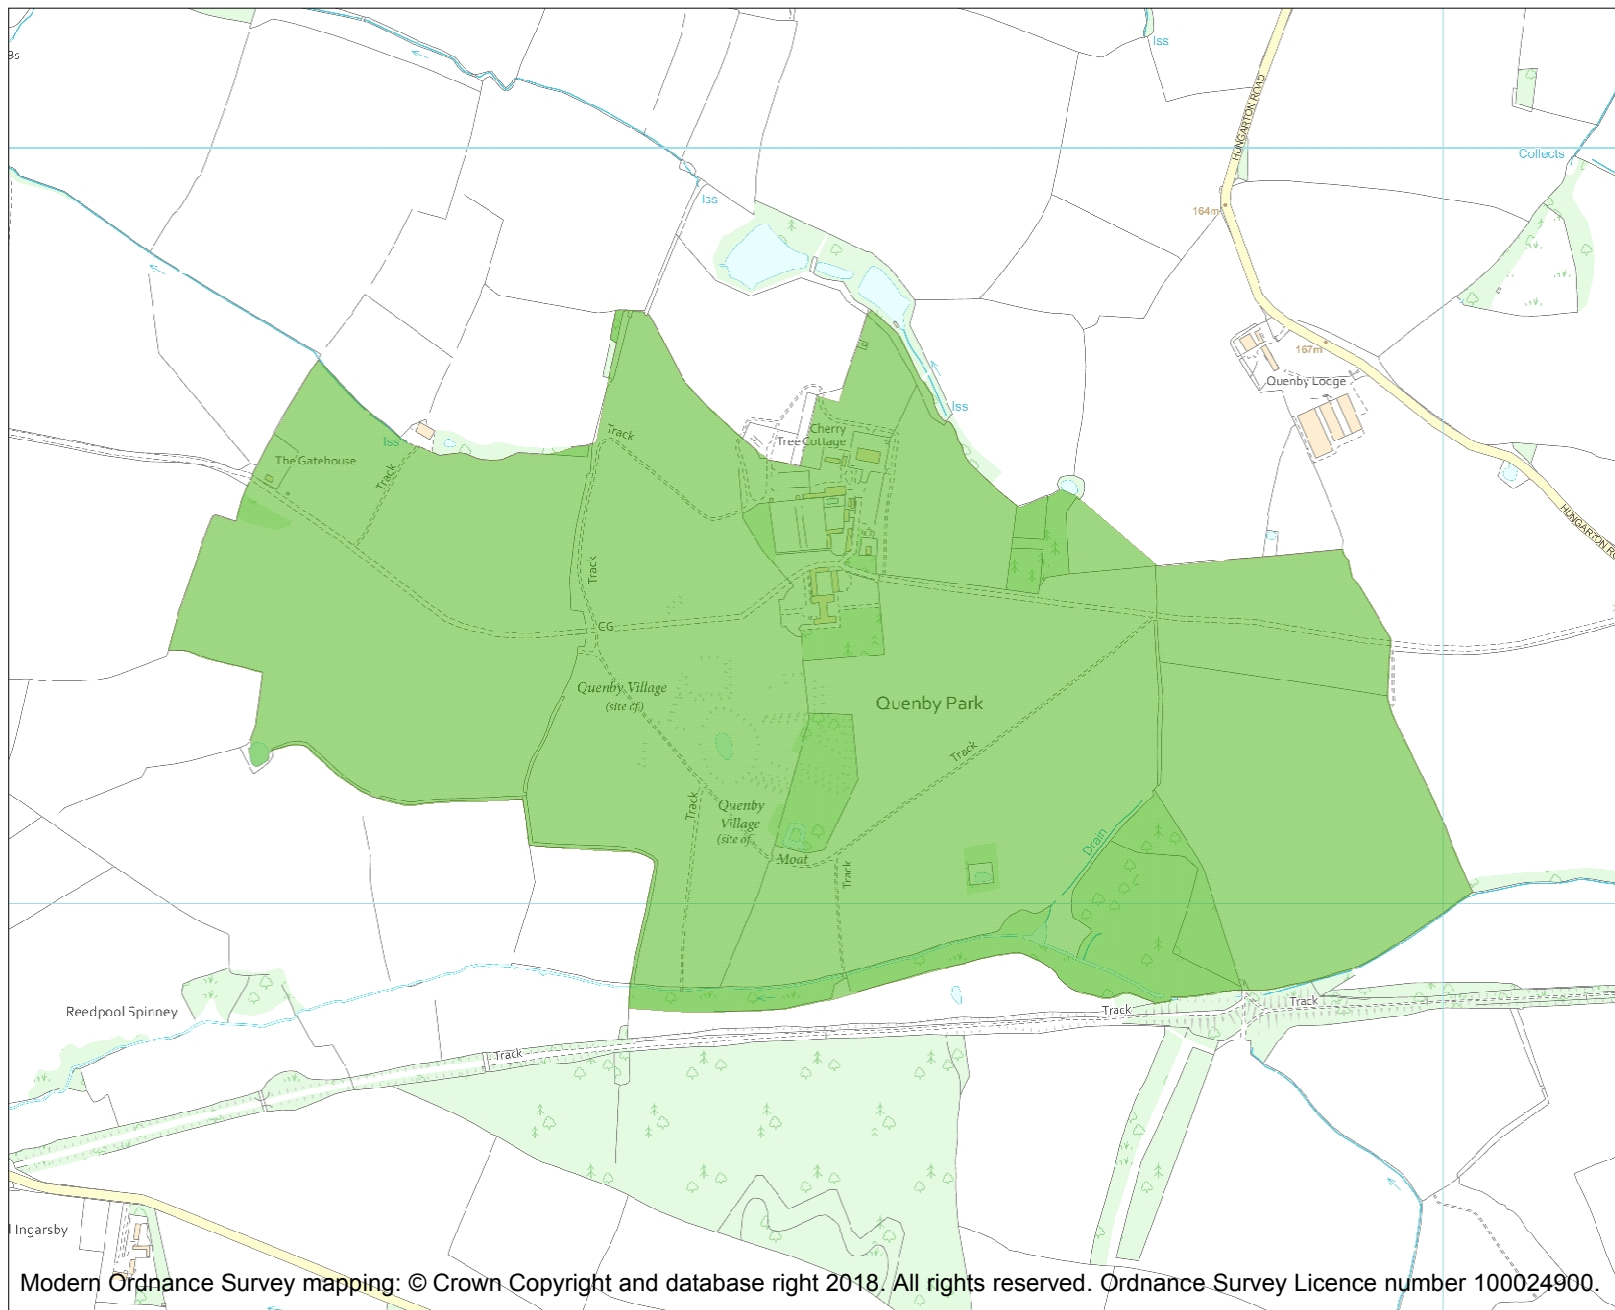 Iss
HUNGARTON ROAD
Collects
Iss
164m
167m
Quenby Lodge
Iss
Cherry
Tree Cottage
Track
Iss
The Gatehouse
Track
HUNGARTON
Track
CG
Quenby Village
(site of)
Quenby Park
Track
Track
Quenby
Village
(site of)
Drain
Moat
Track
Reedpool Spinney
Track
Track
Track
Ingarsby
Modern Ordnance Survey mapping: © Crown Copyright and database right 2018. All rights reserved. Ordnance Survey Licence number 100024900.